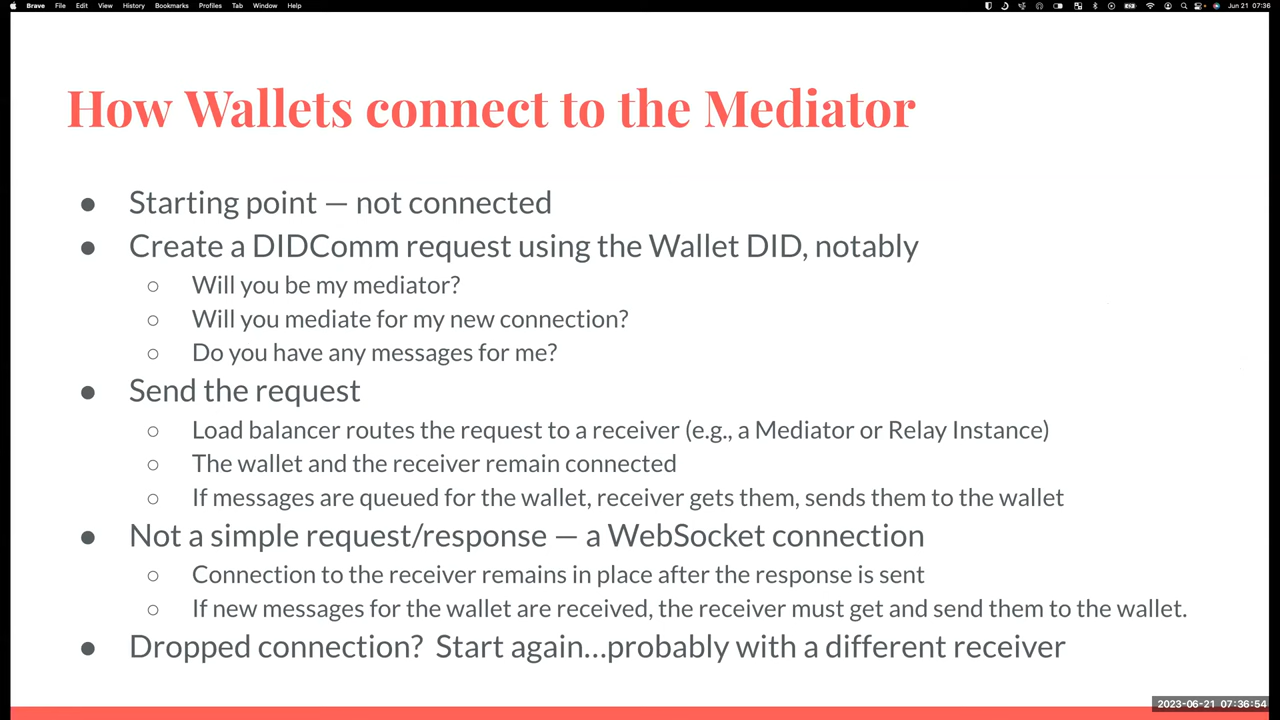 Brave File Edit View History Bookmarks Profiles Tab Window Help Jun 21 07:36
How Wallets connect to the Mediator
● Starting point — not connected
● Create a DIDComm request using the Wallet DID, notably
○ Will you be my mediator?
○ Will you mediate for my new connection?
○ Do you have any messages for me?
● Send the request
○ Load balancer routes the request to a receiver (e.g., a Mediator or Relay Instance)
○ The wallet and the receiver remain connected
○ If messages are queued for the wallet, receiver gets them, sends them to the wallet
● Not a simple request/response — a WebSocket connection
○ Connection to the receiver remains in place after the response is sent
○ If new messages for the wallet are received, the receiver must get and send them to the wallet.
● Dropped connection? Start again...probably with a different receiver
2023-06-21 07:36:54